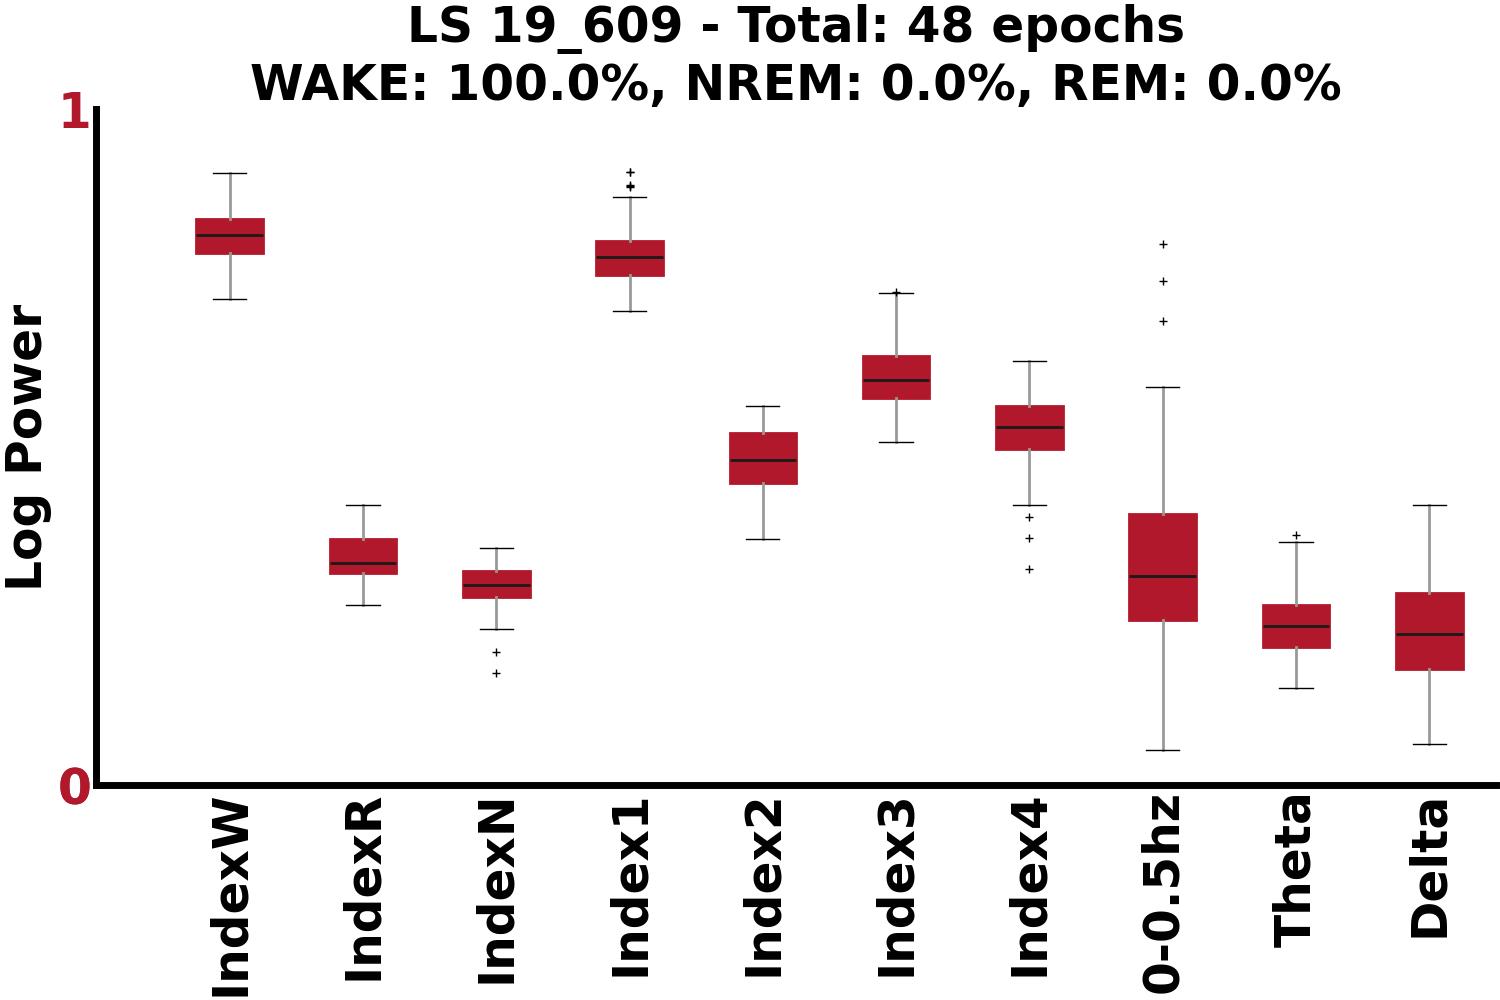 LS 19_609 - Total: 48 epochs
WAKE: 100.0%, NREM: 0.0%, REM: 0.0%
1
Log Power
0
IndexW
IndexR
IndexN
Index1
Index2
Index3
Index4
0-0.5hz
Theta
Delta